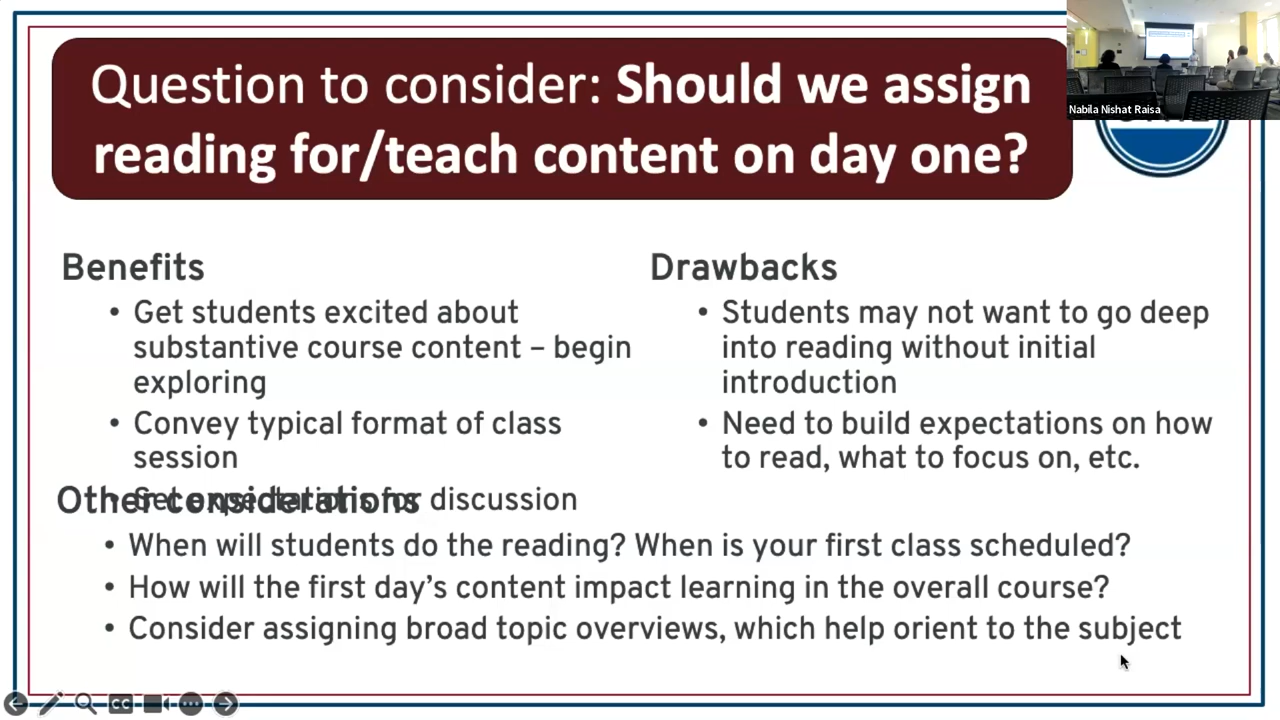 Question to consider: Should we assign
reading for/teach content on day one?
Nabila Nishat Raisa
Benefits
• Get students excited about
substantive course content – begin
exploring
• Convey typical format of class
session
• Set expectations for discussion
Drawbacks
• Students may not want to go deep
into reading without initial
introduction
• Need to build expectations on how
to read, what to focus on, etc.
Other considerations
• When will students do the reading? When is your first class scheduled?
• How will the first day's content impact learning in the overall course?
• Consider assigning broad topic overviews, which help orient to the subject
CC